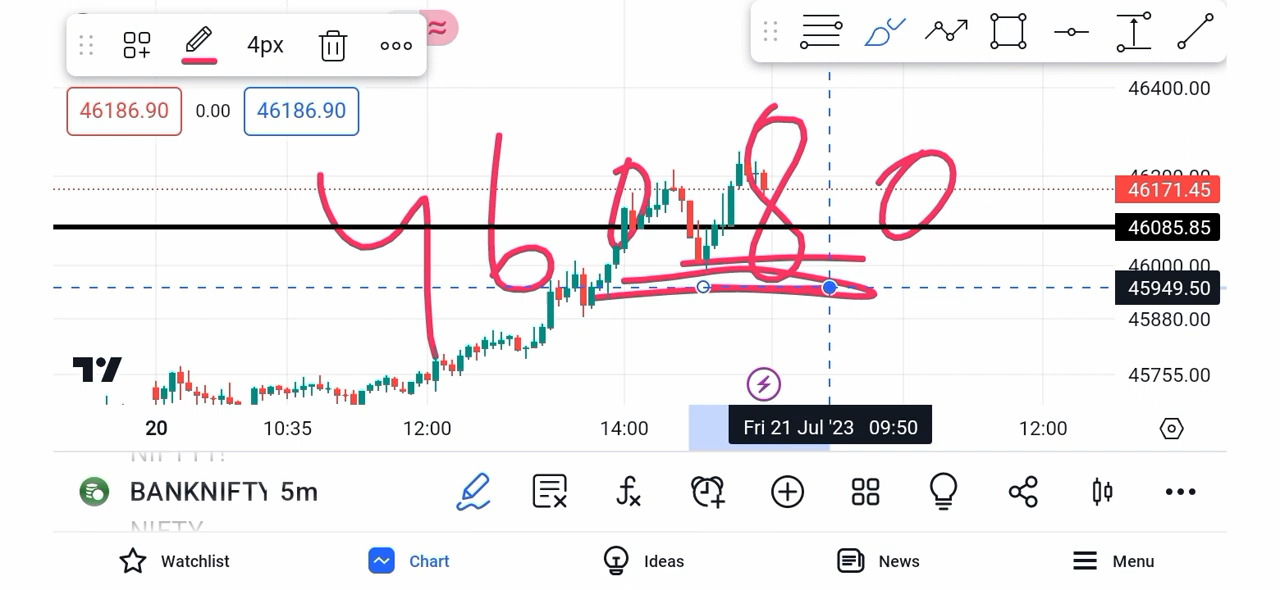 4px
46400.00
46186.90 0.00 46186.90
46171.45
46080
46085.85
46000.00
45949.50
45880.00
45755.00
20 10:35 12:00 14:00 Fri 21 Jul '23 09:50 12:00
BANKNIFTY 5m
Watchlist Chart Ideas News Menu